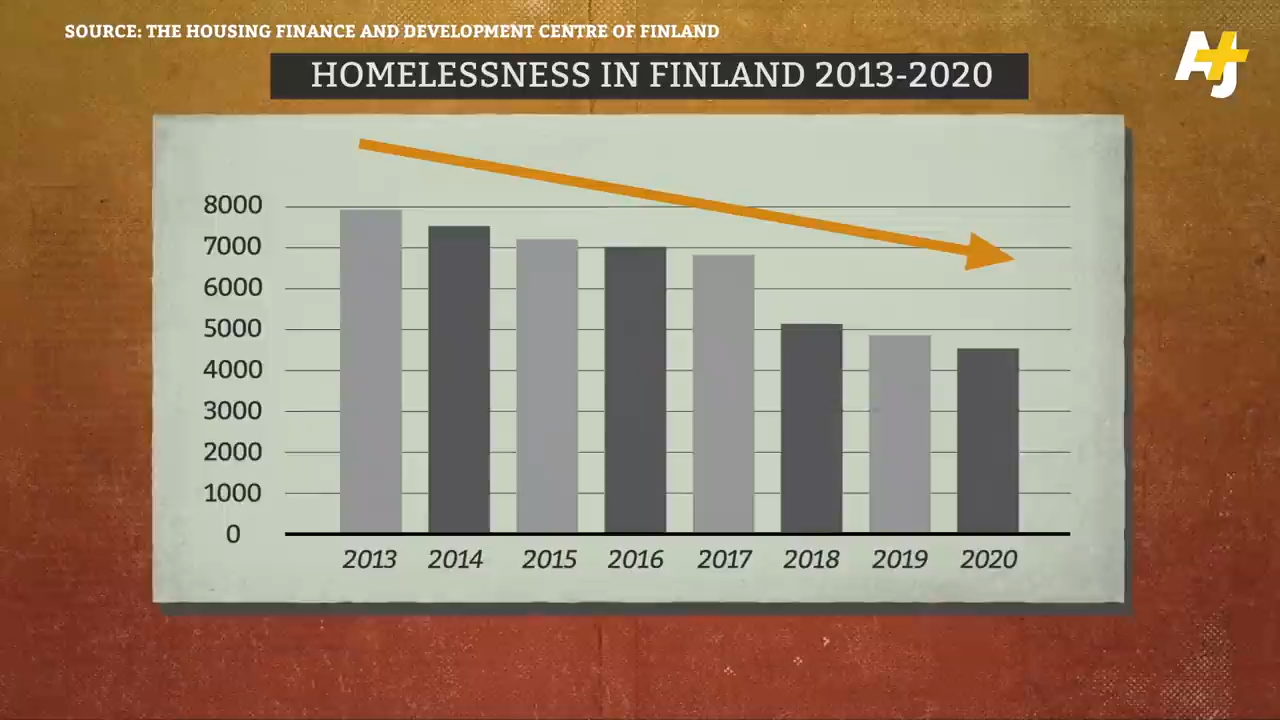 SOURCE: THE HOUSING FINANCE AND DEVELOPMENT CENTRE OF FINLAND
AJ+
HOMELESSNESS IN FINLAND 2013-2020
8000
7000
6000
5000
4000
3000
2000
1000
0
2013 2014 2015 2016 2017 2018 2019 2020